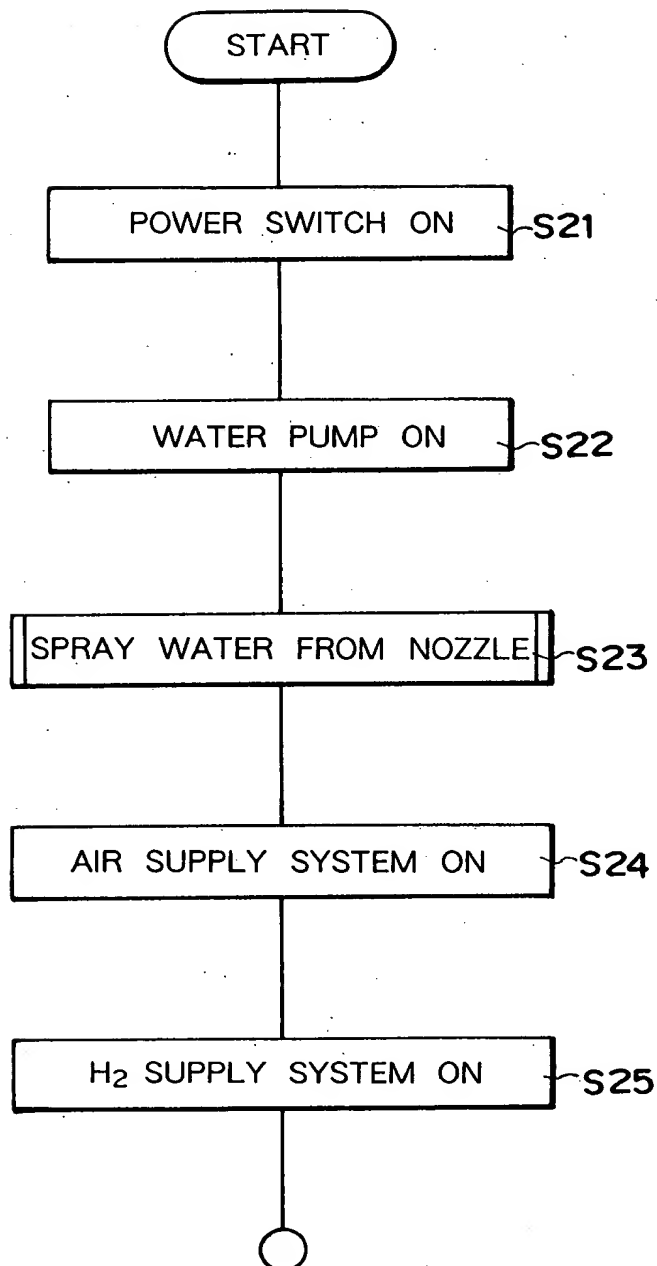 START
POWER SWITCH ON S21
WATER PUMP ON S22
SPRAY WATER FROM NOZZLE S23
AIR SUPPLY SYSTEM ON S24
H2 SUPPLY SYSTEM ON S25